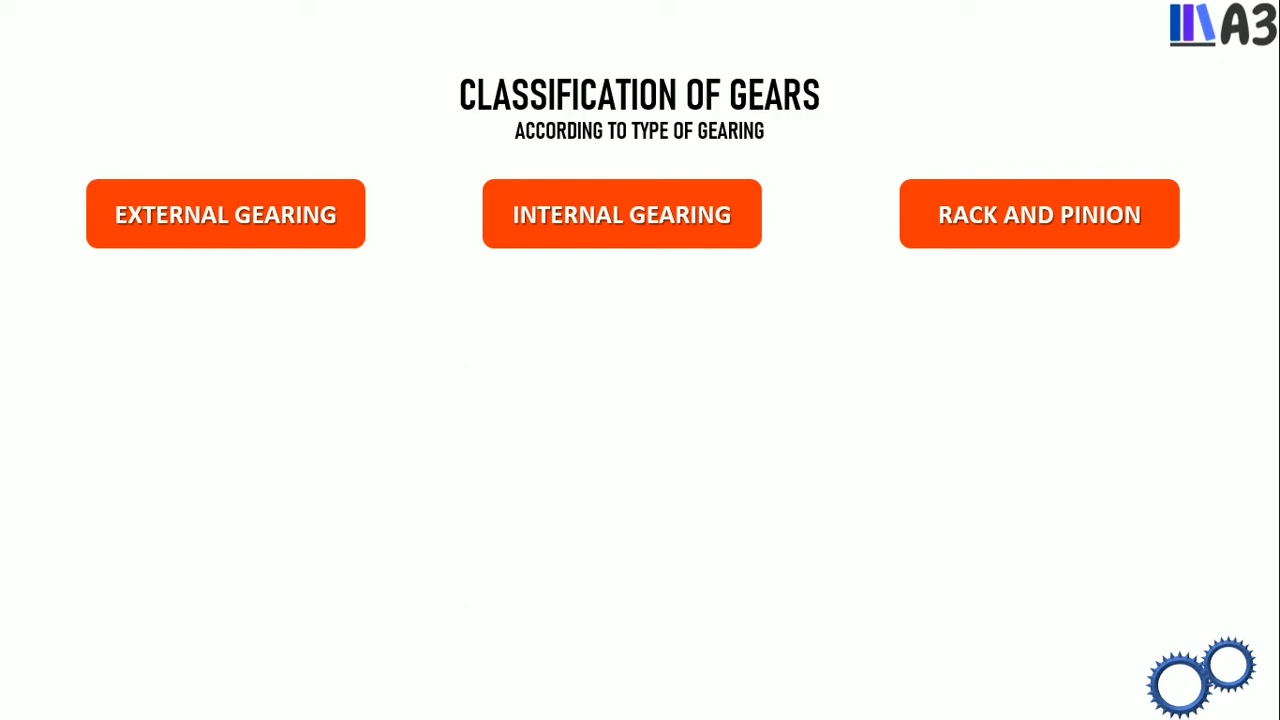 A3
CLASSIFICATION OF GEARS
ACCORDING TO TYPE OF GEARING
EXTERNAL GEARING
INTERNAL GEARING
RACK AND PINION